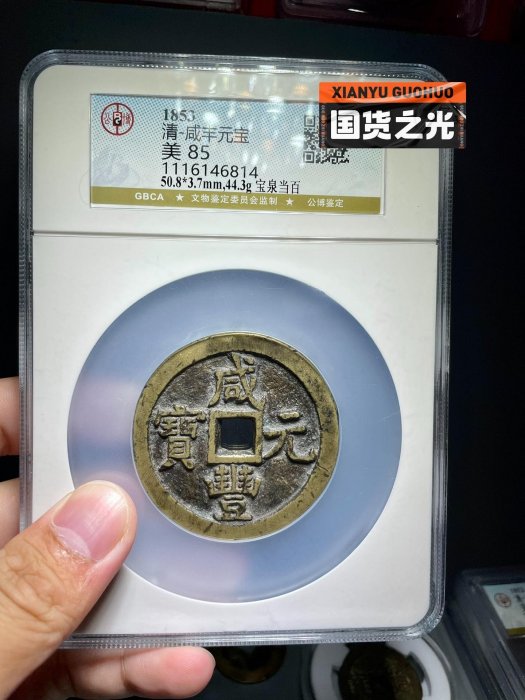 XIANYU GUOHUO
国货之光
公博
1853
清·咸丰元宝
美 85
1116146814
50.8*3.7mm,44.3g 宝泉当百
GBCA ★ 文物鉴定委员会监制 ★ 公博鉴定
咸
寶 元
豐